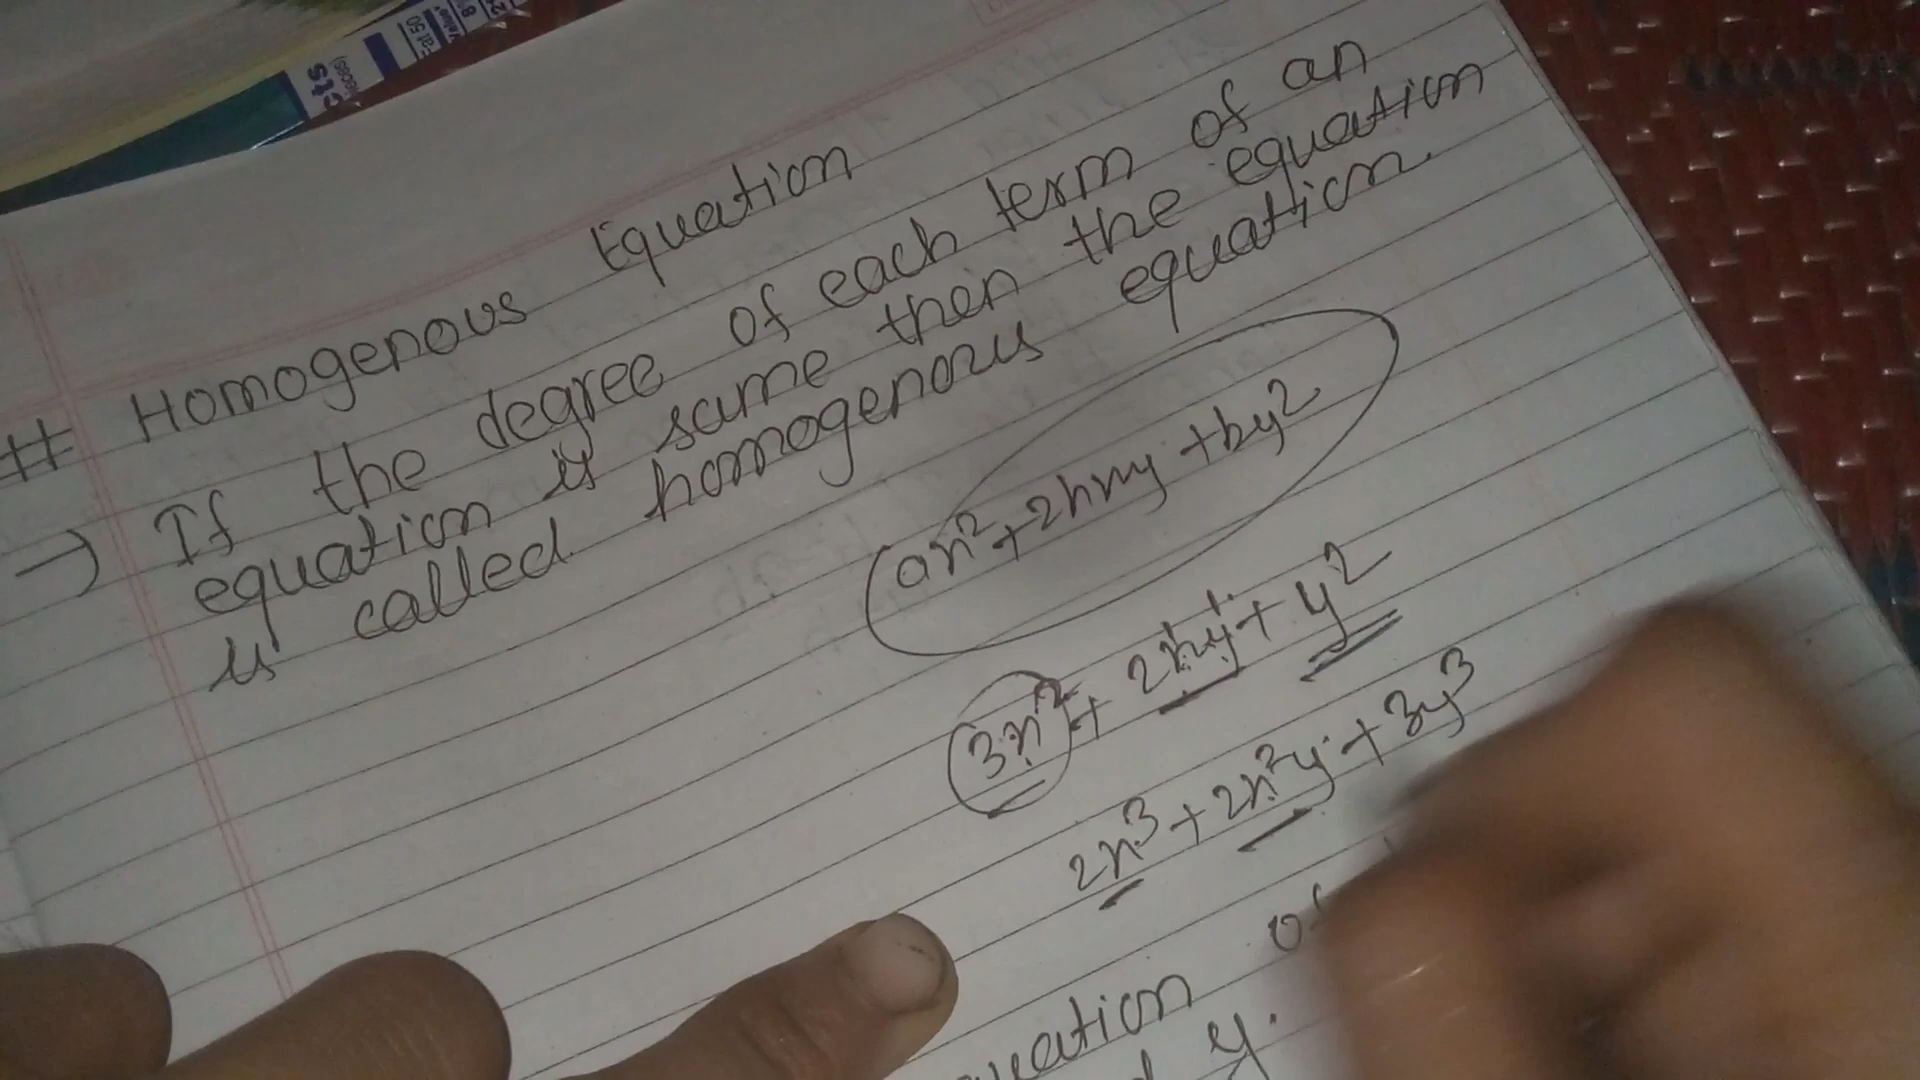 # Homogenous Equation
→ If the degree of each term of an
equation is same then the equation
is called homogenous equation.
ax²+2hxy+by²
3x²+2xy+y²
2x³+2x²y+3y³
y.